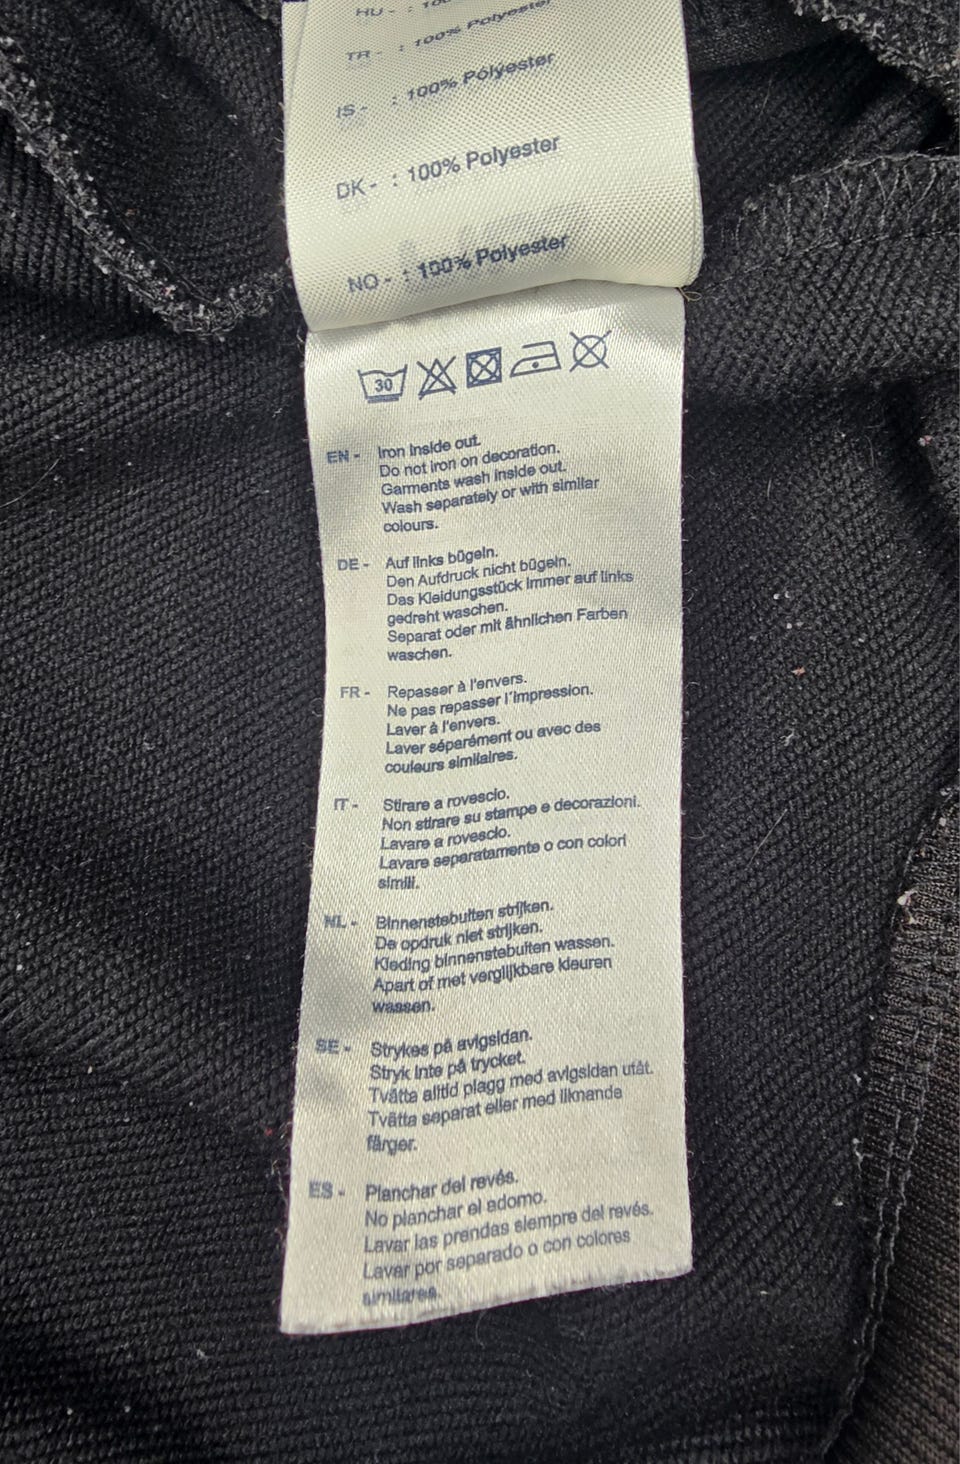 HU - : 100
TR - : 100% Polyester
IS - : 100% Polyester
DK - : 100% Polyester
NO - : 100% Polyester
30
EN - Iron inside out.
Do not iron on decoration.
Garments wash inside out.
Wash separately or with similar
colours.
DE - Auf links bügeln.
Den Aufdruck nicht bügeln.
Das Kleidungsstück immer auf links
gedreht waschen.
Separat oder mit ähnlichen Farben
waschen.
FR - Repasser à l'envers.
Ne pas repasser l´impression.
Laver à l'envers.
Laver séparément ou avec des
couleurs similaires.
IT - Stirare a rovescio.
Non stirare su stampe e decorazioni.
Lavare a rovescio.
Lavare separatamente o con colori
simili.
NL - Binnenstebuiten strijken.
De opdruk niet strijken.
Kleding binnenstebuiten wassen.
Apart of met verglijkbare kleuren
wassen.
SE - Strykes på avigsidan.
Stryk inte på trycket.
Tvätta alltid plagg med avigsidan utåt.
Tvätta separat eller med liknande
färger.
ES - Planchar del revés.
No planchar el adorno.
Lavar las prendas siempre del revés.
Lavar por separado o con colores
similares.